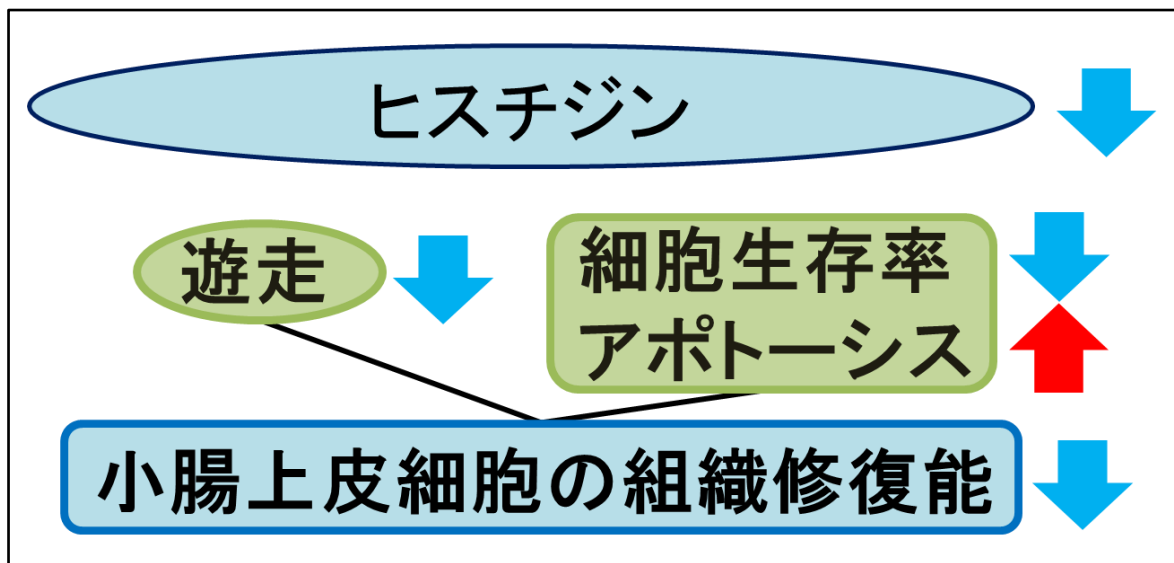 ヒスチジン
遊走
細胞生存率
アポトーシス
小腸上皮細胞の組織修復能